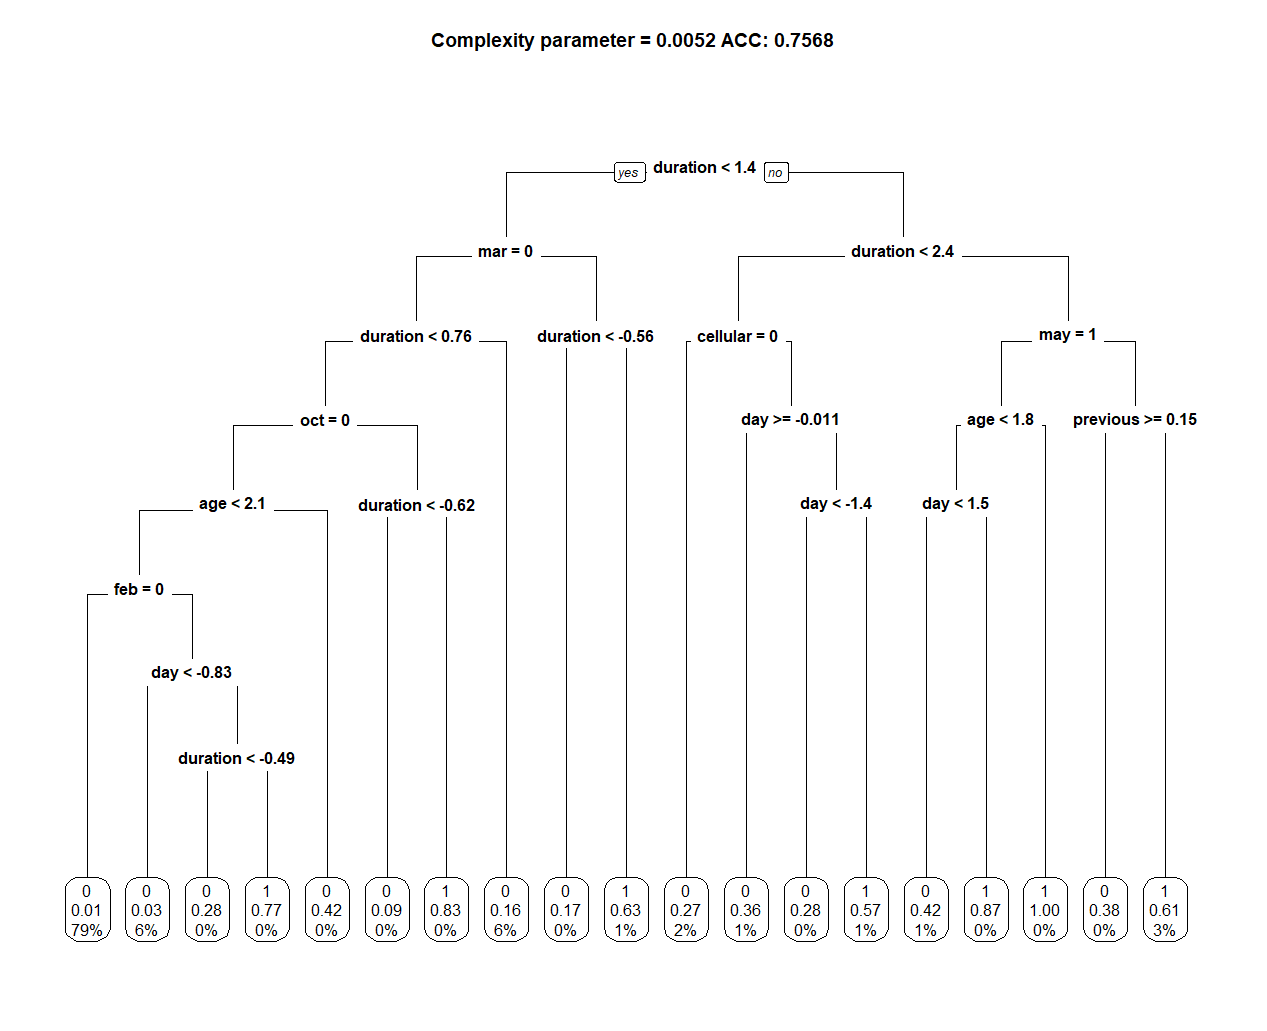 Complexity parameter = 0.0052 ACC: 0.7568
yes duration < 1.4 no
mar = 0 duration < 2.4
duration < 0.76 duration < -0.56 cellular = 0 may = 1
oct = 0 day >= -0.011 age < 1.8 previous >= 0.15
age < 2.1 duration < -0.62 day < -1.4 day < 1.5
feb = 0
day < -0.83
duration < -0.49
0 0 0 1 0 0 1 0 0 1 0 0 0 1 0 1 1 0 1
0.01 0.03 0.28 0.77 0.42 0.09 0.83 0.16 0.17 0.63 0.27 0.36 0.28 0.57 0.42 0.87 1.00 0.38 0.61
79% 6% 0% 0% 0% 0% 0% 6% 0% 1% 2% 1% 0% 1% 1% 0% 0% 0% 3%